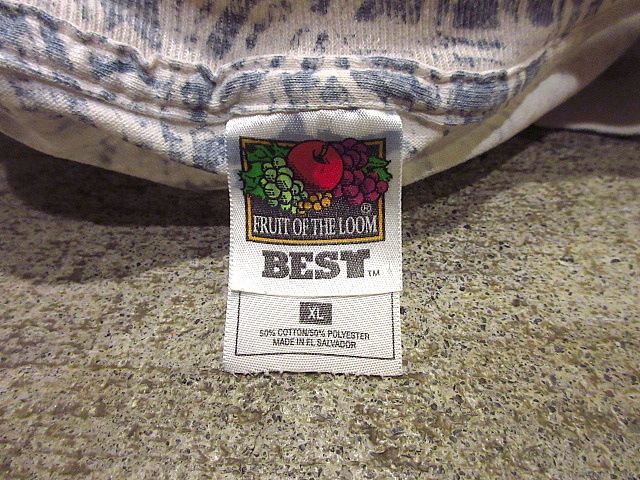 ®
FRUIT OF THE LOOM
BEST™
XL
50% COTTON/50% POLYESTER
MADE IN EL SALVADOR